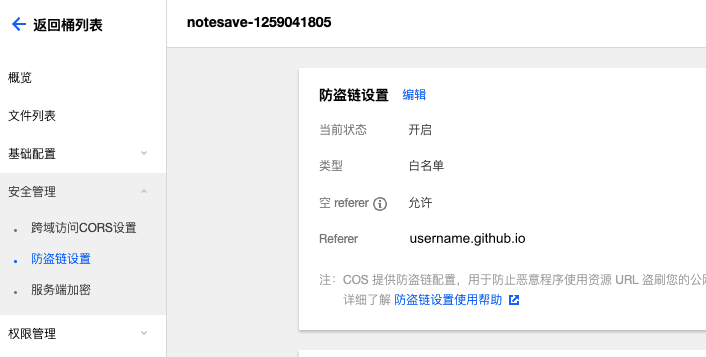 返回桶列表
notesave-1259041805
概览
文件列表
基础配置
安全管理
跨域访问CORS设置
防盗链设置
服务端加密
权限管理
防盗链设置 编辑
当前状态 开启
类型 白名单
空 referer 允许
Referer username.github.io
注: COS 提供防盗链配置，用于防止恶意程序使用资源 URL 盗刷您的公网
详细了解 防盗链设置使用帮助